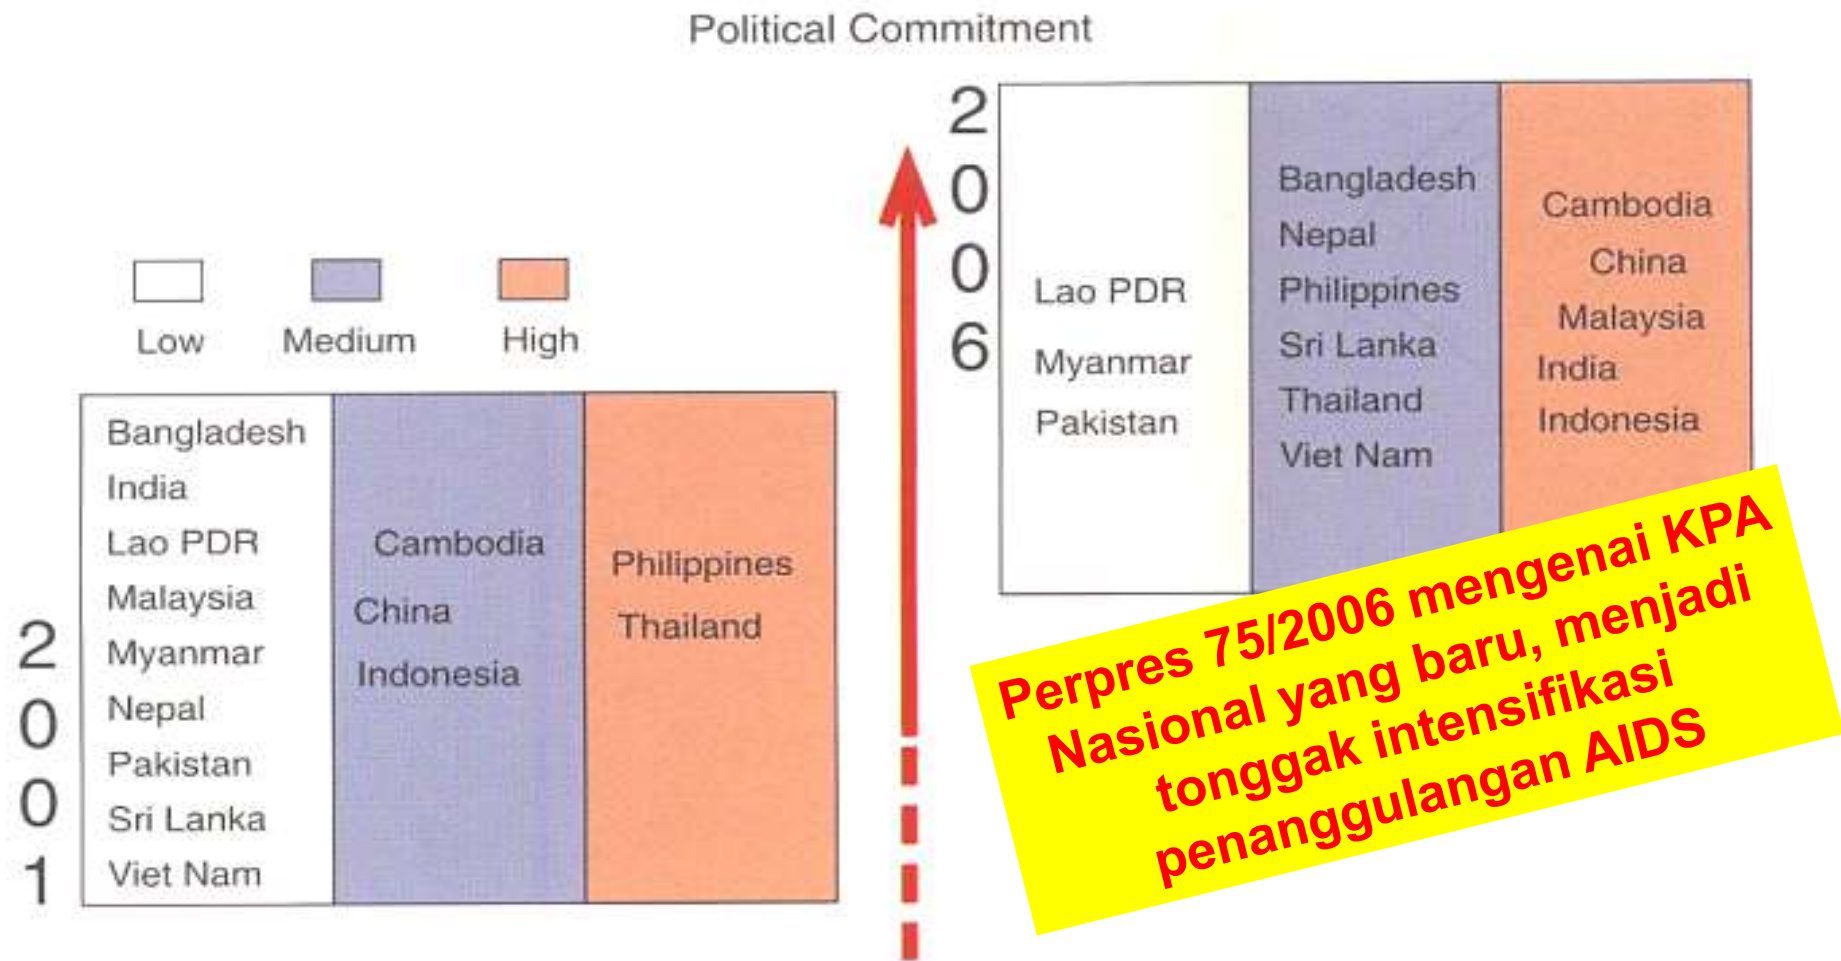 Political Commitment
Low
Medium
High
2
0
0
1
Bangladesh
India
Lao PDR
Malaysia
Myanmar
Nepal
Pakistan
Sri Lanka
Viet Nam
Cambodia
China
Indonesia
Philippines
Thailand
2
0
0
6
Lao PDR
Myanmar
Pakistan
Bangladesh
Nepal
Philippines
Sri Lanka
Thailand
Viet Nam
Cambodia
China
Malaysia
India
Indonesia
Perpres 75/2006 mengenai KPA
Nasional yang baru, menjadi
tonggak intensifikasi
penanggulangan AIDS